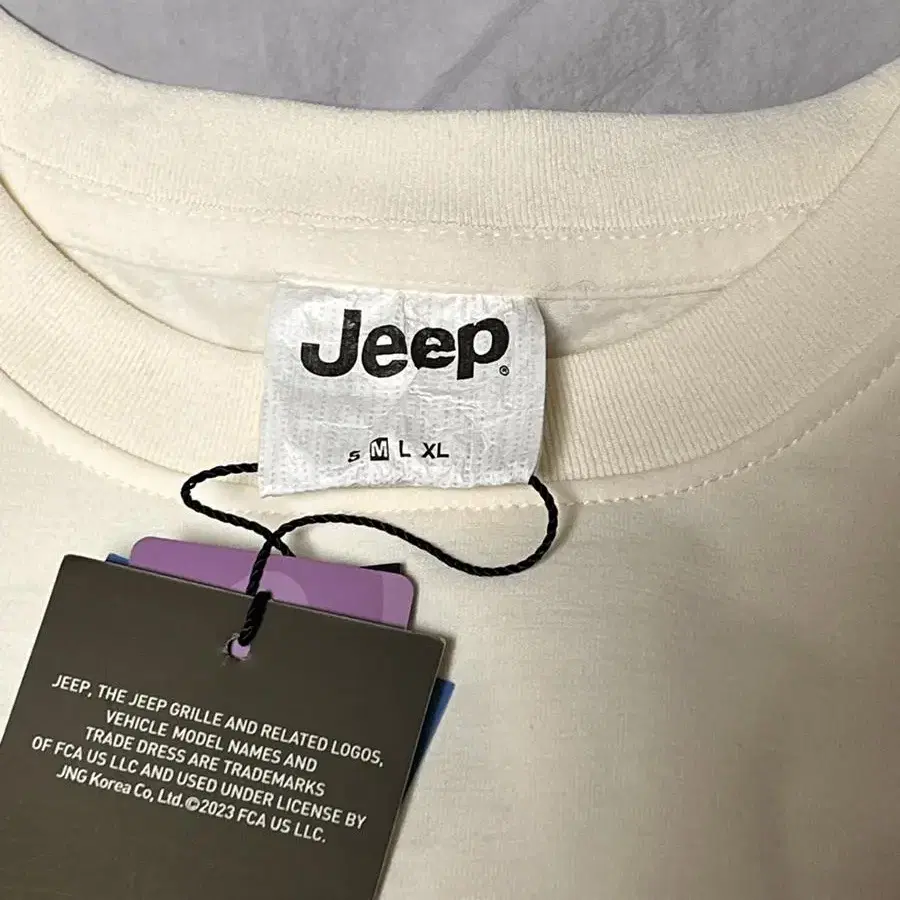 Jeep®
S M L XL
JEEP, THE JEEP GRILLE AND RELATED LOGOS,
VEHICLE MODEL NAMES AND
TRADE DRESS ARE TRADEMARKS
OF FCA US LLC AND USED UNDER LICENSE BY
JNG Korea Co., Ltd.©2023 FCA US LLC.